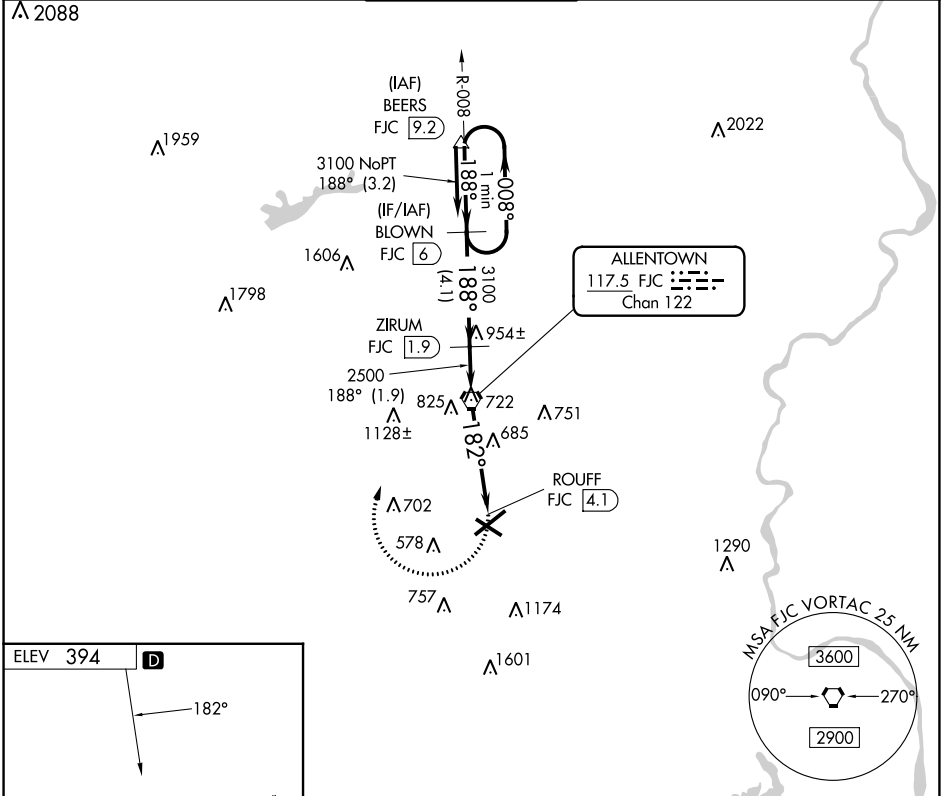 2088
(IAF)
BEERS
FJC 9.2
R-008
1959
2022
3100 NoPT
188° (3.2)
188°
1 min
008°
(IF/IAF)
BLOWN
FJC 6
1606
3100
188°
(4.1)
ALLENTOWN
117.5 FJC
Chan 122
1798
ZIRUM
FJC 1.9
954±
2500
188° (1.9)
825
722
751
1128±
685
182°
ROUFF
FJC 4.1
702
578
1290
757
1174
1601
MSA FJC VORTAC 25 NM
3600
090°
270°
2900
ELEV 394
D
182°